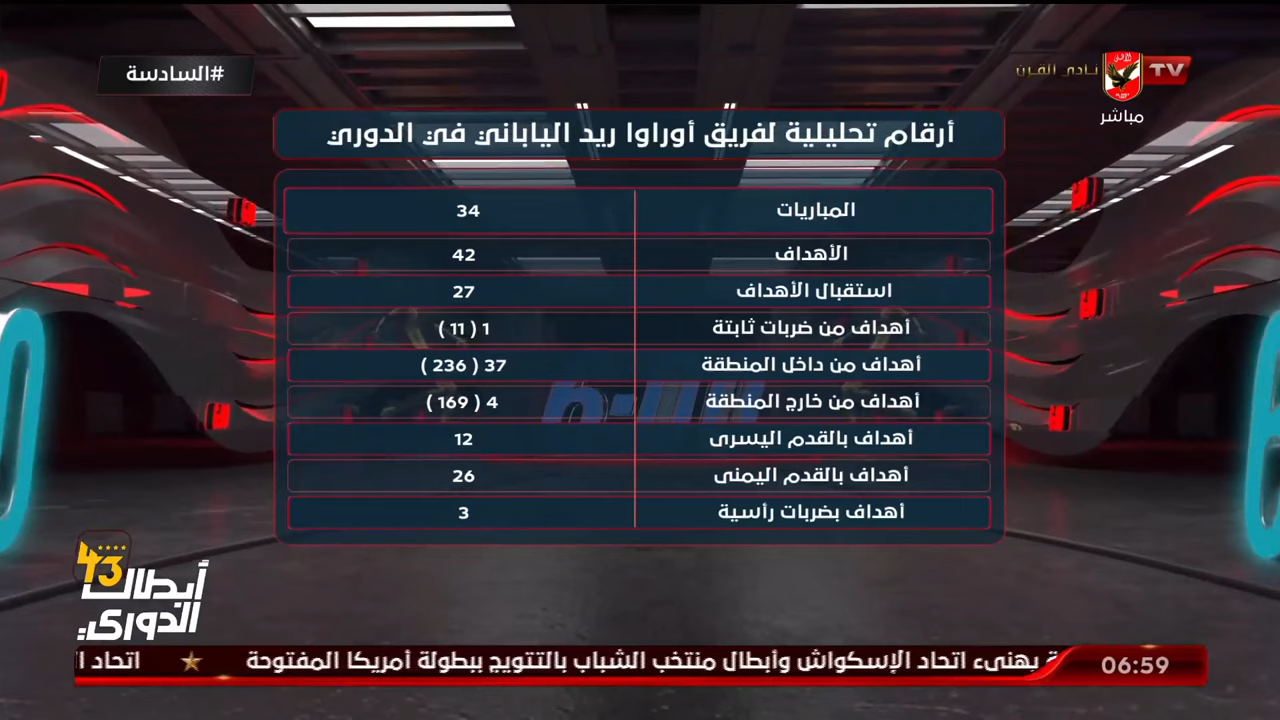 #السادسة
نادي القرن
TV
مباشر
أرقام تحليلية لفريق أوراوا ريد الياباني في الدوري
المباريات 34
الأهداف 42
استقبال الأهداف 27
أهداف من ضربات ثابتة 1 ( 11 )
أهداف من داخل المنطقة 37 ( 236 )
أهداف من خارج المنطقة 4 ( 169 )
أهداف بالقدم اليسرى 12
أهداف بالقدم اليمنى 26
أهداف بضربات رأسية 3
43
أبطال
الدوري
بهنىء اتحاد الإسكواش وأبطال منتخب الشباب بالتتويج ببطولة أمريكا المفتوحة
اتحاد
06:59